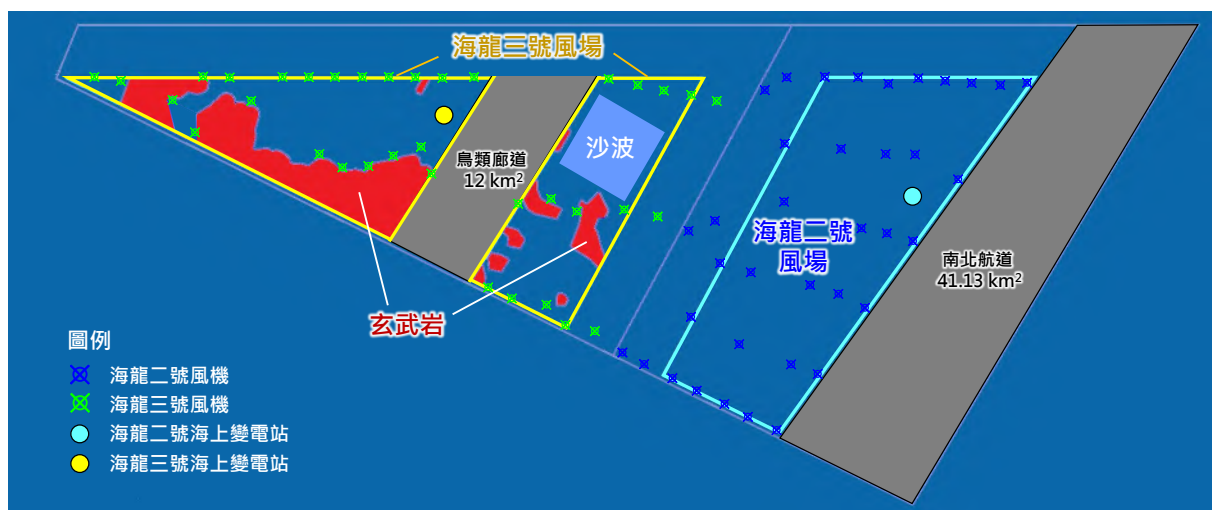 海龍三號風場
沙波
鳥類廊道
12 km²
海龍二號
風場
南北航道
41.13 km²
玄武岩
圖例
海龍二號風機
海龍三號風機
海龍二號海上變電站
海龍三號海上變電站